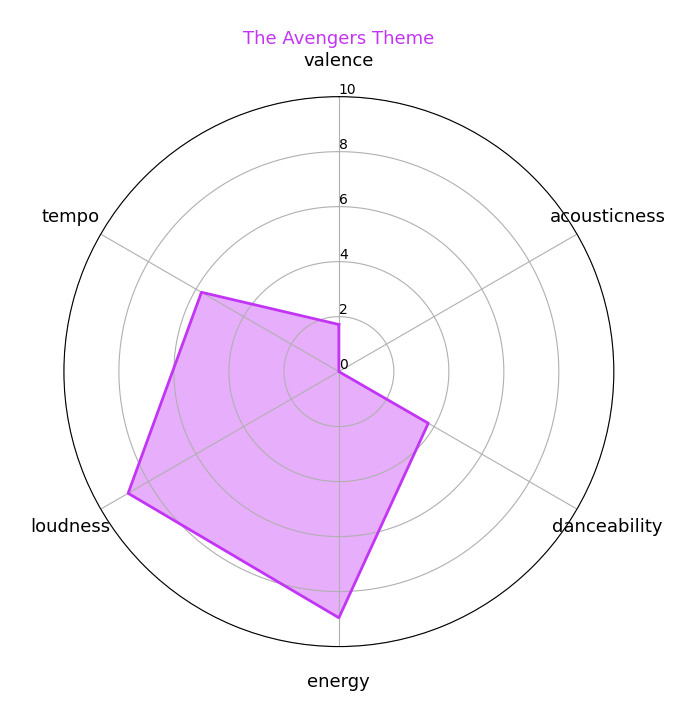 The Avengers Theme
valence
10
8
6
4
2
0
tempo
acousticness
loudness
danceability
energy